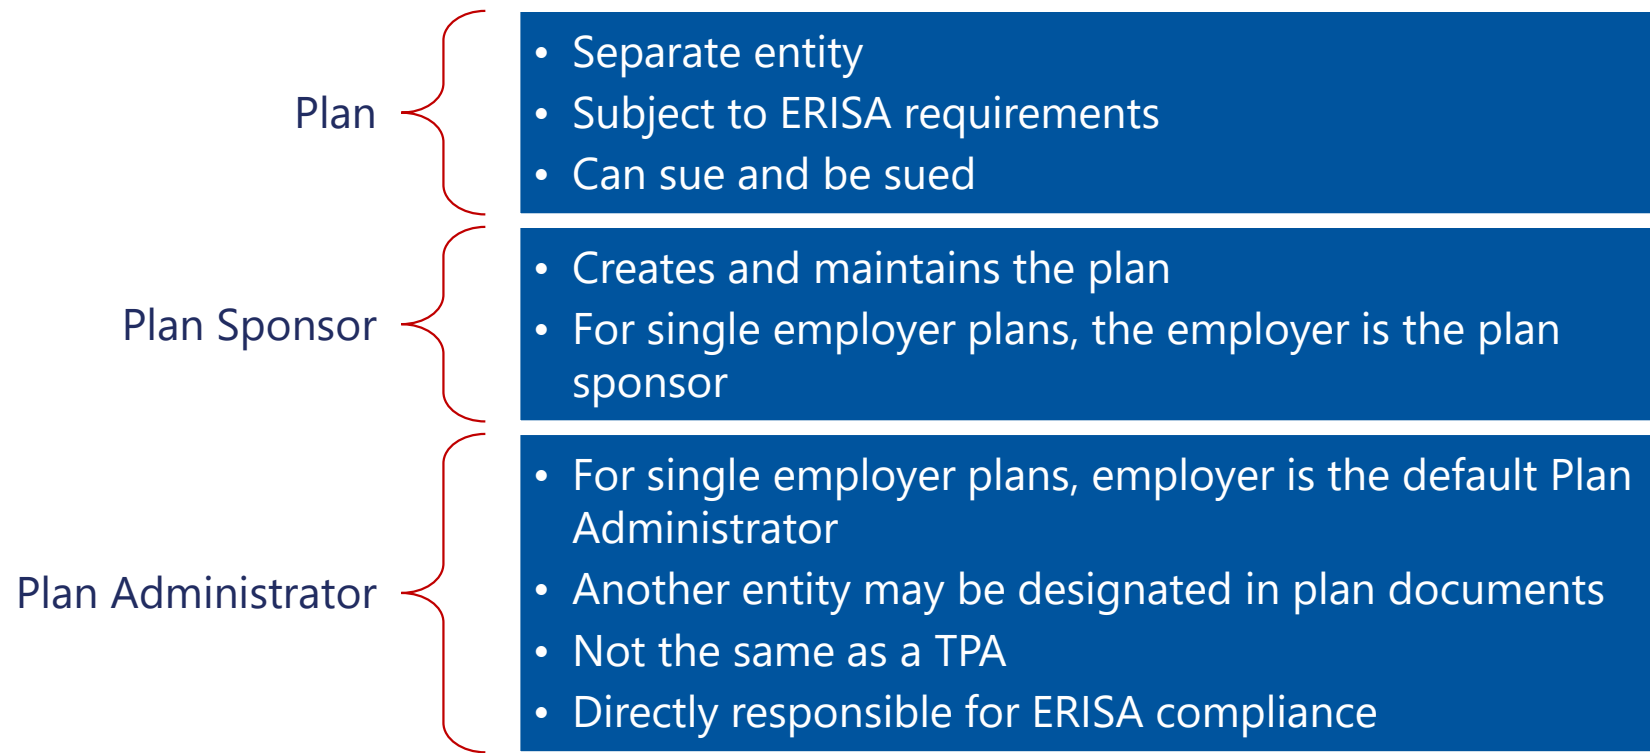 Plan
• Separate entity
• Subject to ERISA requirements
• Can sue and be sued
Plan Sponsor
• Creates and maintains the plan
• For single employer plans, the employer is the plan
sponsor
Plan Administrator
• For single employer plans, employer is the default Plan
Administrator
• Another entity may be designated in plan documents
• Not the same as a TPA
• Directly responsible for ERISA compliance